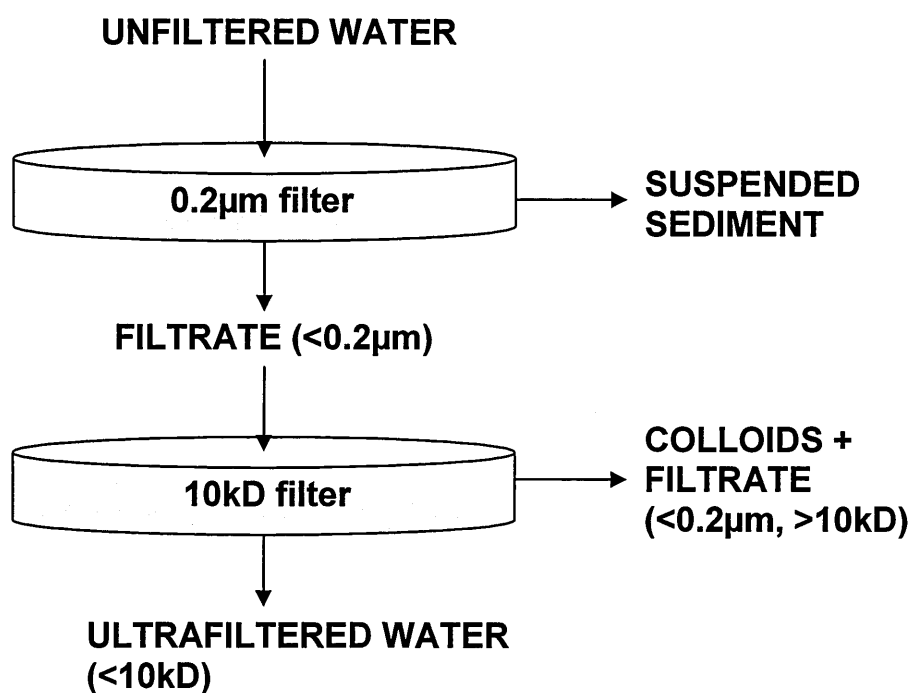 UNFILTERED WATER
0.2µm filter
SUSPENDED
SEDIMENT
FILTRATE (<0.2µm)
10kD filter
COLLOIDS +
FILTRATE
(<0.2µm, >10kD)
ULTRAFILTERED WATER
(<10kD)